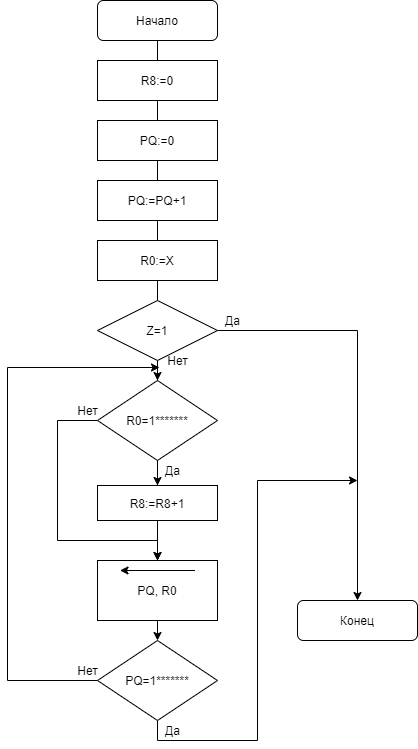 Начало
R8:=0
PQ:=0
PQ:=PQ+1
R0:=X
Z=1
Да
Нет
R0=1*******
Нет
Да
R8:=R8+1
PQ, R0
PQ=1*******
Нет
Да
Конец